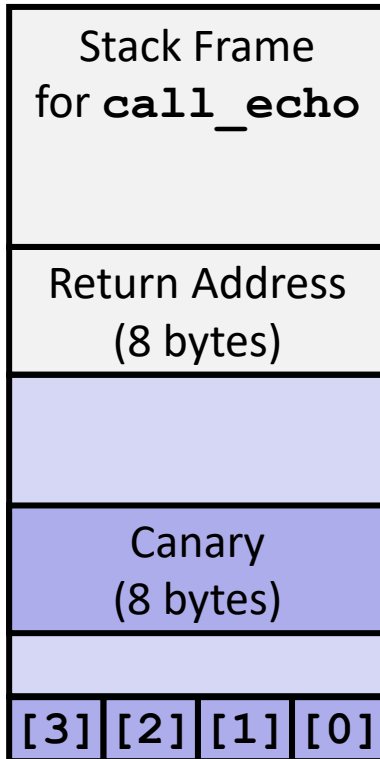 Stack Frame
for call_echo
Return Address
(8 bytes)
Canary
(8 bytes)
[3] [2] [1] [0]